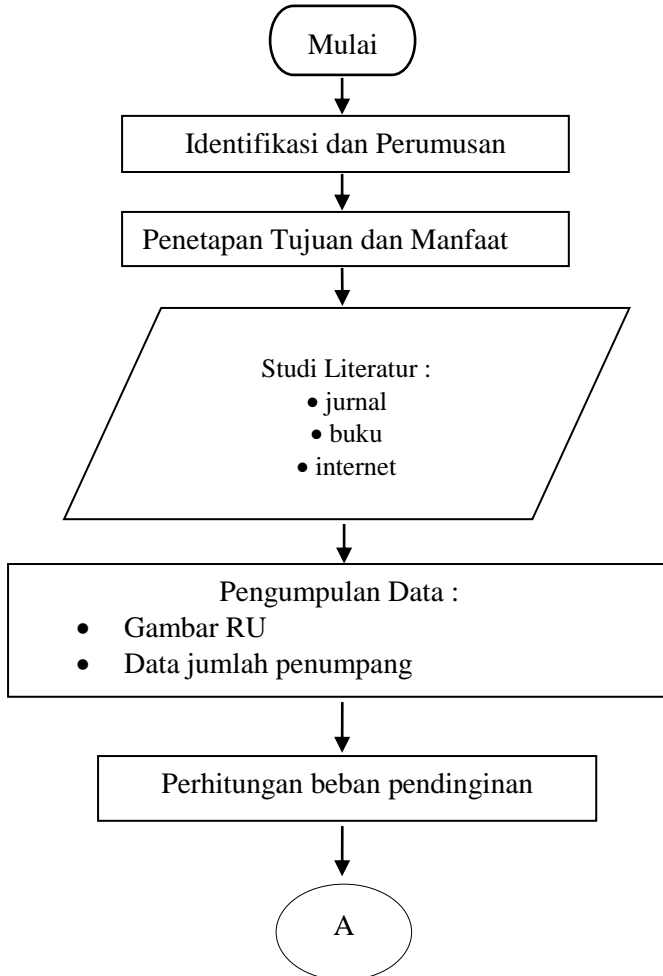 Mulai
Identifikasi dan Perumusan
Penetapan Tujuan dan Manfaat
Studi Literatur :
• jurnal
• buku
• internet
Pengumpulan Data :
• Gambar RU
• Data jumlah penumpang
Perhitungan beban pendinginan
A